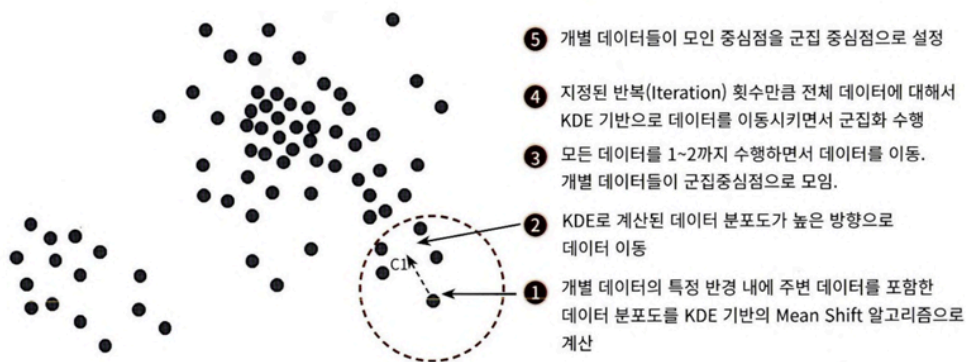 5 개별 데이터들이 모인 중심점을 군집 중심점으로 설정
4 지정된 반복(Iteration) 횟수만큼 전체 데이터에 대해서
KDE 기반으로 데이터를 이동시키면서 군집화 수행
3 모든 데이터를 1~2까지 수행하면서 데이터를 이동.
개별 데이터들이 군집중심점으로 모임.
2 KDE로 계산된 데이터 분포도가 높은 방향으로
데이터 이동
C1
1 개별 데이터의 특정 반경 내에 주변 데이터를 포함한
데이터 분포도를 KDE 기반의 Mean Shift 알고리즘으로
계산